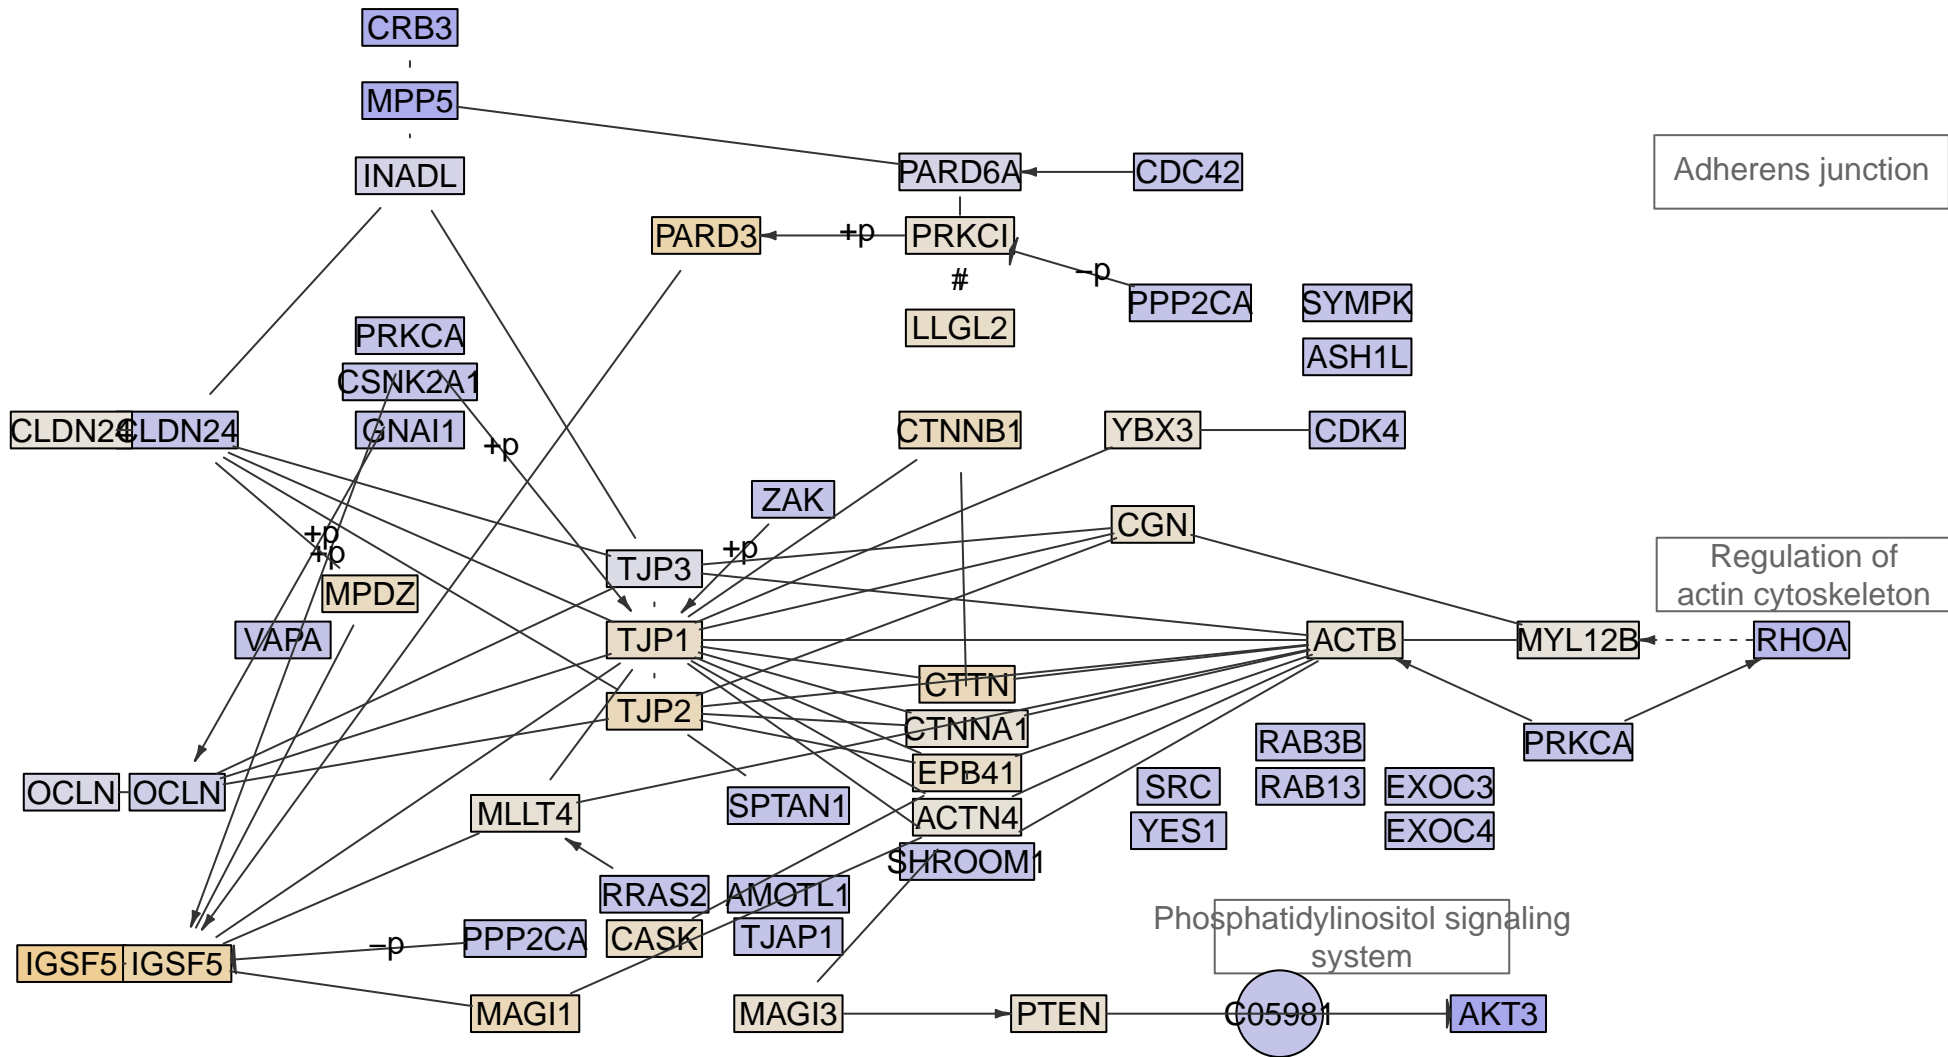 CRB3
MPP5
INADL
PARD6A
CDC42
Adherens junction
PARD3
+p
PRKCI
#
–p
PPP2CA
SYMPK
LLGL2
PRKCA
ASH1L
CSNK2A1
CLDN24
CLDN24
GNAI1
+p
CTNNB1
YBX3
CDK4
ZAK
CGN
+p
+p
+p
TJP3
MPDZ
Regulation of
actin cytoskeleton
VAPA
TJP1
ACTB
MYL12B
RHOA
CTTN
TJP2
CTNNA1
RAB3B
PRKCA
EPB41
OCLN
OCLN
SRC
RAB13
EXOC3
MLLT4
SPTAN1
ACTN4
YES1
EXOC4
SHROOM1
RRAS2
AMOTL1
Phosphatidylinositol signaling
system
PPP2CA
CASK
TJAP1
–p
IGSF5
IGSF5
MAGI1
MAGI3
PTEN
C05981
AKT3